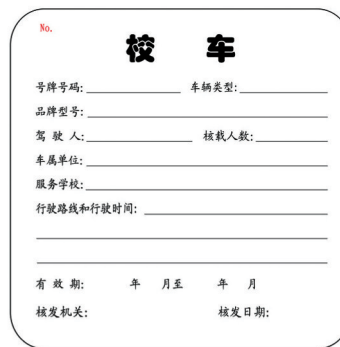 No.
校 车
号牌号码: 车辆类型:
品牌型号:
驾 驶 人: 核载人数:
车属单位:
服务学校:
行驶路线和行驶时间:
有 效 期: 年 月至 年 月
核发机关: 核发日期: